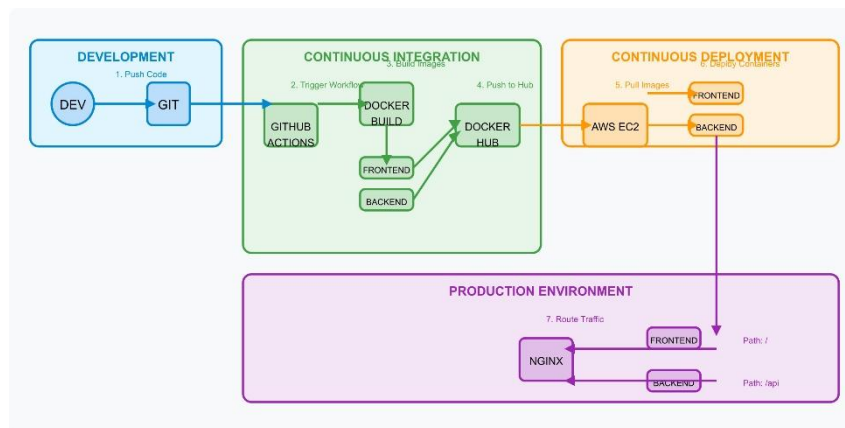 DEVELOPMENT
1. Push Code
DEV
GIT
CONTINUOUS INTEGRATION
3. Build Images
2. Trigger Workflow
4. Push to Hub
GITHUB
ACTIONS
DOCKER
BUILD
DOCKER
HUB
FRONTEND
BACKEND
CONTINUOUS DEPLOYMENT
6. Deploy Containers
5. Pull Images
AWS EC2
FRONTEND
BACKEND
PRODUCTION ENVIRONMENT
7. Route Traffic
NGINX
FRONTEND
Path: /
BACKEND
Path: /api